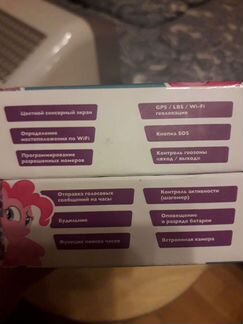 Цветной сенсорный экран
GPS / LBS / Wi-Fi
геолокация
Определение
местоположения по WiFi
Кнопка SOS
Программирование
разрешенных номеров
Контроль геозоны
«вход / выход»
Отправка голосовых
сообщений на часы
Контроль активности
(шагомер)
Будильник
Оповещение
о разряде батареи
Функция поиска часов
Встроенная камера